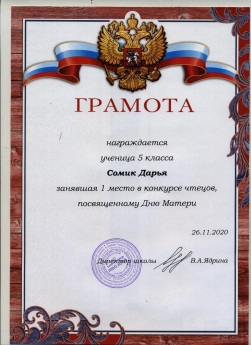 ГРАМОТА
награждается
ученица 5 класса
Сомик Дарья
занявшая 1 место в конкурсе чтецов,
посвященному Дню Матери
26.11.2020
Директор школы В.А.Ядрина